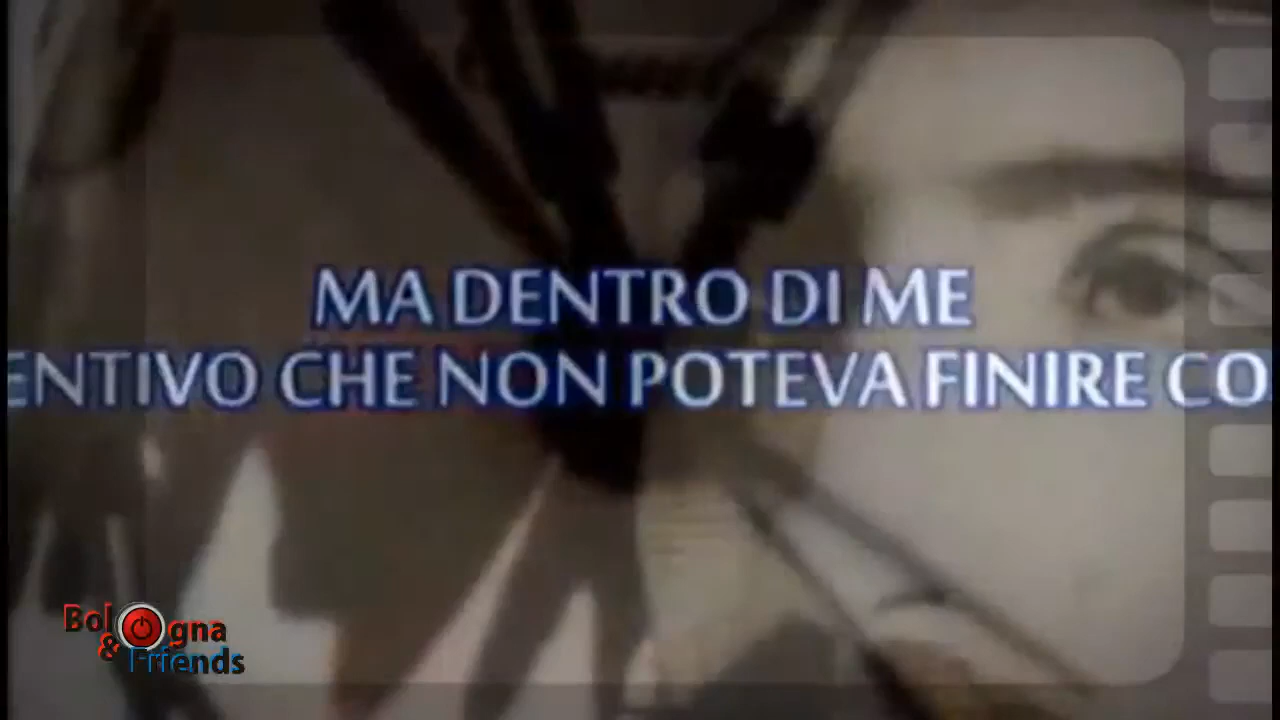 MA DENTRO DI ME
ENTIVO CHE NON POTEVA FINIRE CO
Bologna
& Friends